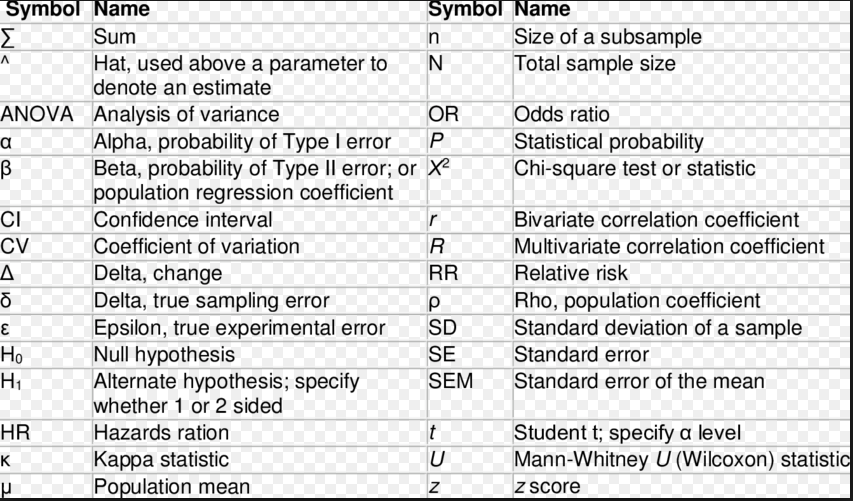 Symbol Name Symbol Name
∑ Sum n Size of a subsample
^ Hat, used above a parameter to N Total sample size
denote an estimate
ANOVA Analysis of variance OR Odds ratio
α Alpha, probability of Type I error P Statistical probability
β Beta, probability of Type II error; or X² Chi-square test or statistic
population regression coefficient
CI Confidence interval r Bivariate correlation coefficient
CV Coefficient of variation R Multivariate correlation coefficient
Δ Delta, change RR Relative risk
δ Delta, true sampling error ρ Rho, population coefficient
ε Epsilon, true experimental error SD Standard deviation of a sample
H₀ Null hypothesis SE Standard error
H₁ Alternate hypothesis; specify SEM Standard error of the mean
whether 1 or 2 sided
HR Hazards ration t Student t; specify α level
κ Kappa statistic U Mann-Whitney U (Wilcoxon) statistic
μ Population mean z z score